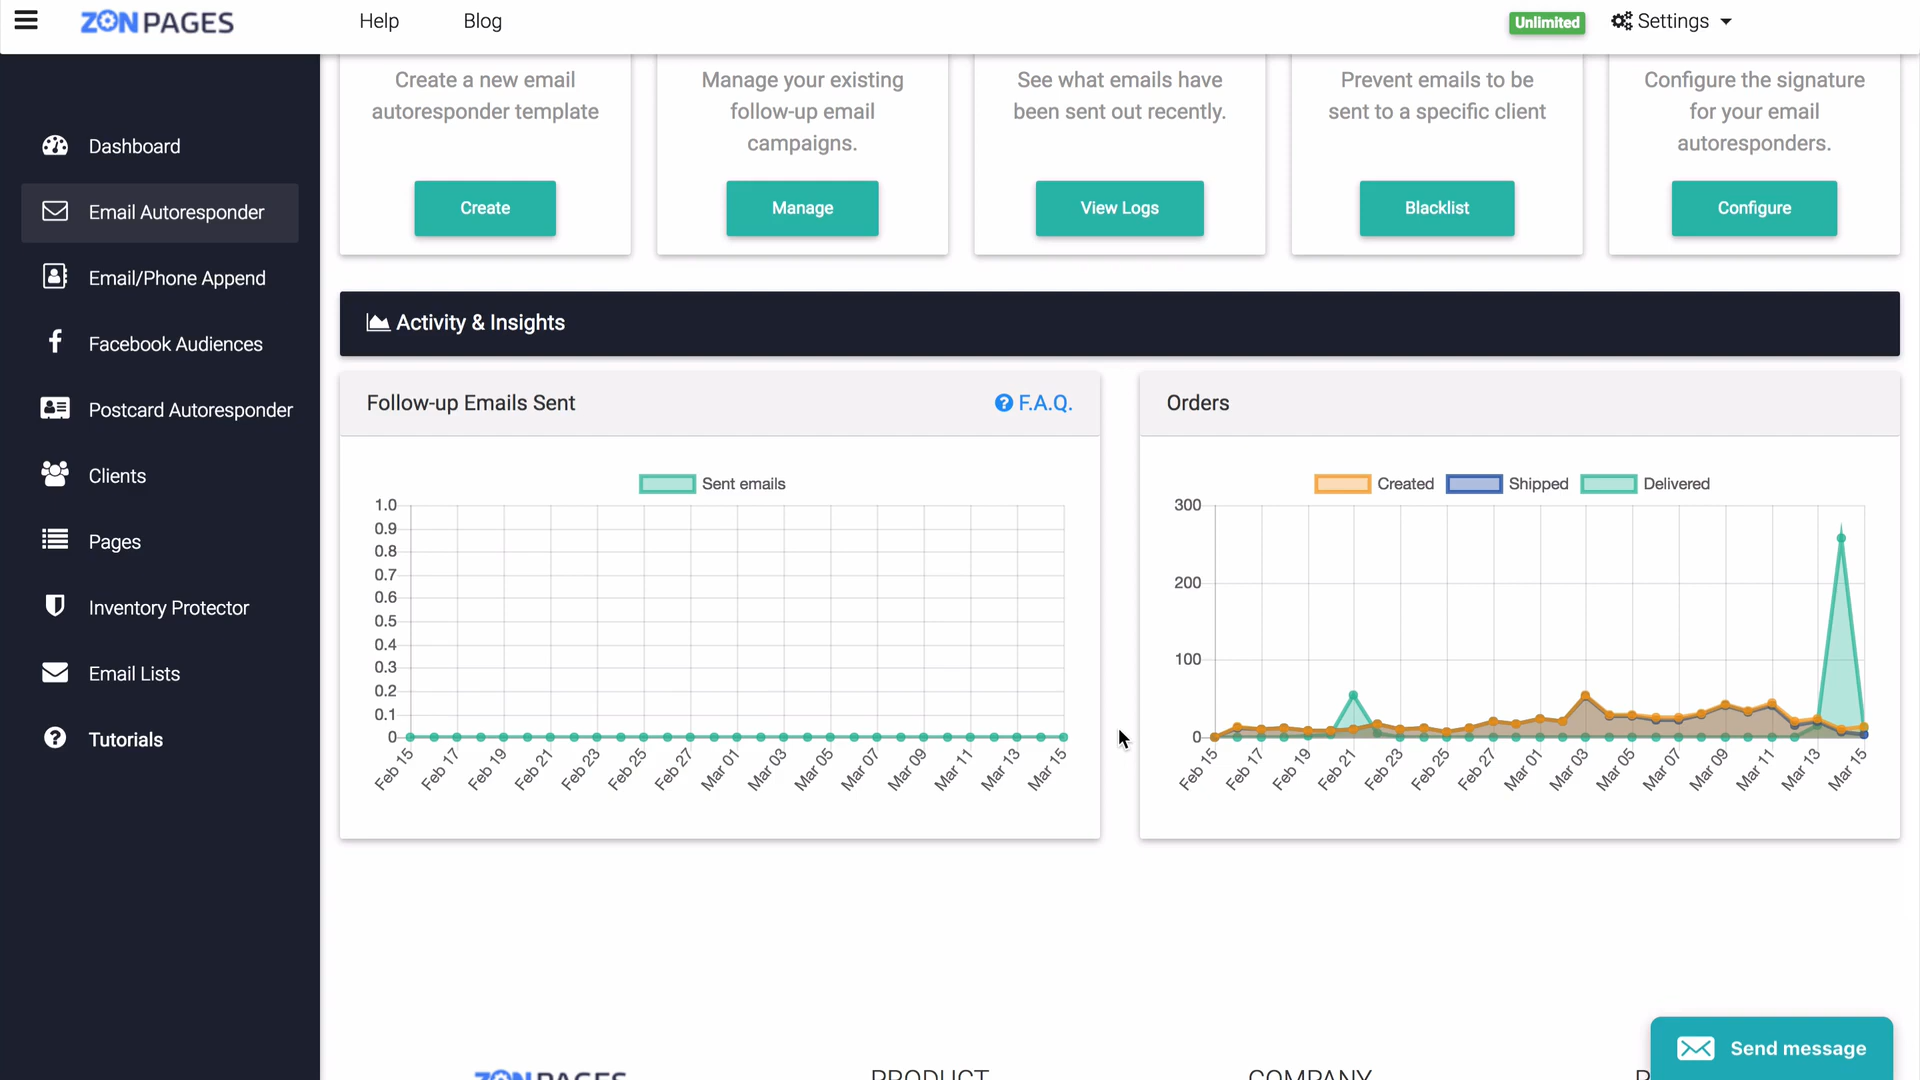 ZONPAGES
Help
Blog
Unlimited
Settings
Dashboard
Email Autoresponder
Email/Phone Append
Facebook Audiences
Postcard Autoresponder
Clients
Pages
Inventory Protector
Email Lists
Tutorials
Create a new email
autoresponder template
Create
Manage your existing
follow-up email
campaigns.
Manage
See what emails have
been sent out recently.
View Logs
Prevent emails to be
sent to a specific client
Blacklist
Configure the signature
for your email
autoresponders.
Configure
Activity & Insights
Follow-up Emails Sent
F.A.Q.
Sent emails
1.0
0.9
0.8
0.7
0.6
0.5
0.4
0.3
0.2
0.1
0
Feb 15
Feb 17
Feb 19
Feb 21
Feb 23
Feb 25
Feb 27
Mar 01
Mar 03
Mar 05
Mar 07
Mar 09
Mar 11
Mar 13
Mar 15
Orders
Created
Shipped
Delivered
300
200
100
0
Feb 15
Feb 17
Feb 19
Feb 21
Feb 23
Feb 25
Feb 27
Mar 01
Mar 03
Mar 05
Mar 07
Mar 09
Mar 11
Mar 13
Mar 15
ZONPAGES
PRODUCT
COMPANY
Send message